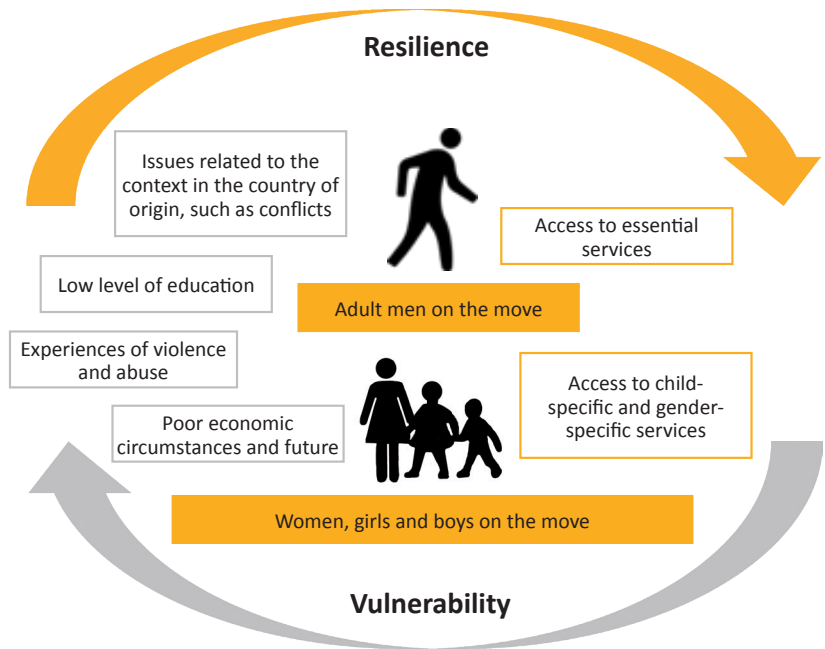 Resilience
Issues related to the
context in the country of
origin, such as conflicts
Access to essential
services
Low level of education
Adult men on the move
Experiences of violence
and abuse
Access to child-
specific and gender-
specific services
Poor economic
circumstances and future
Women, girls and boys on the move
Vulnerability